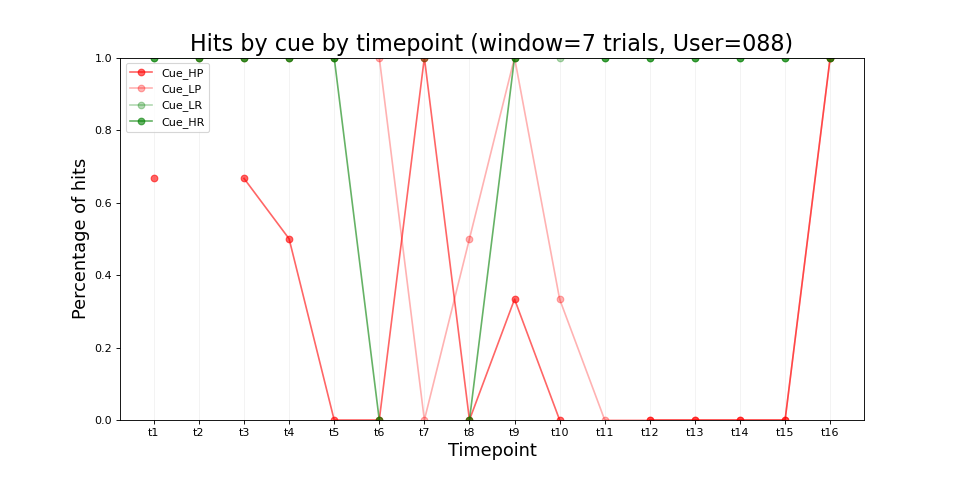 Hits by cue by timepoint (window=7 trials, User=088)
1.0
0.8
0.6
0.4
0.2
0.0
Percentage of hits
Cue_HP
Cue_LP
Cue_LR
Cue_HR
t1 t2 t3 t4 t5 t6 t7 t8 t9 t10 t11 t12 t13 t14 t15 t16
Timepoint